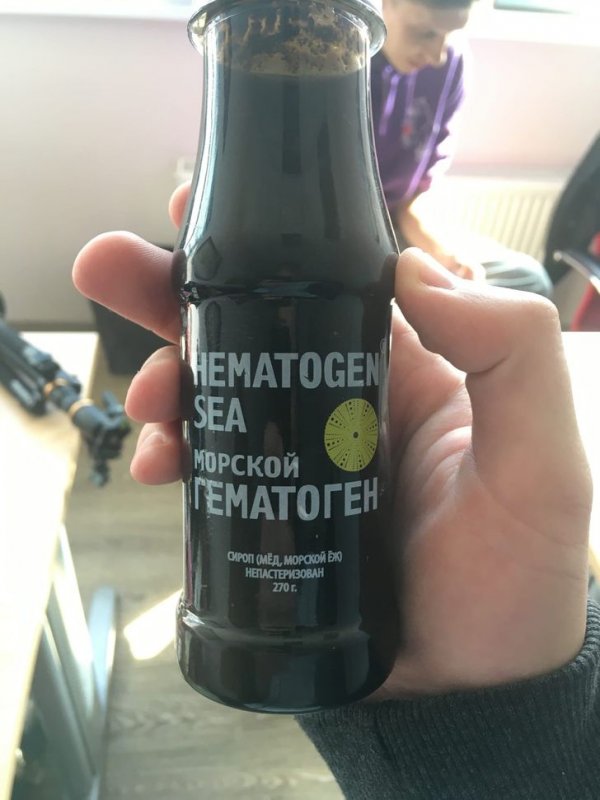 HEMATOGEN
SEA
МОРСКОЙ
ГЕМАТОГЕН
СИРОП (МЁД, МОРСКОЙ ЁЖ)
НЕПАСТЕРИЗОВАН
270 г.